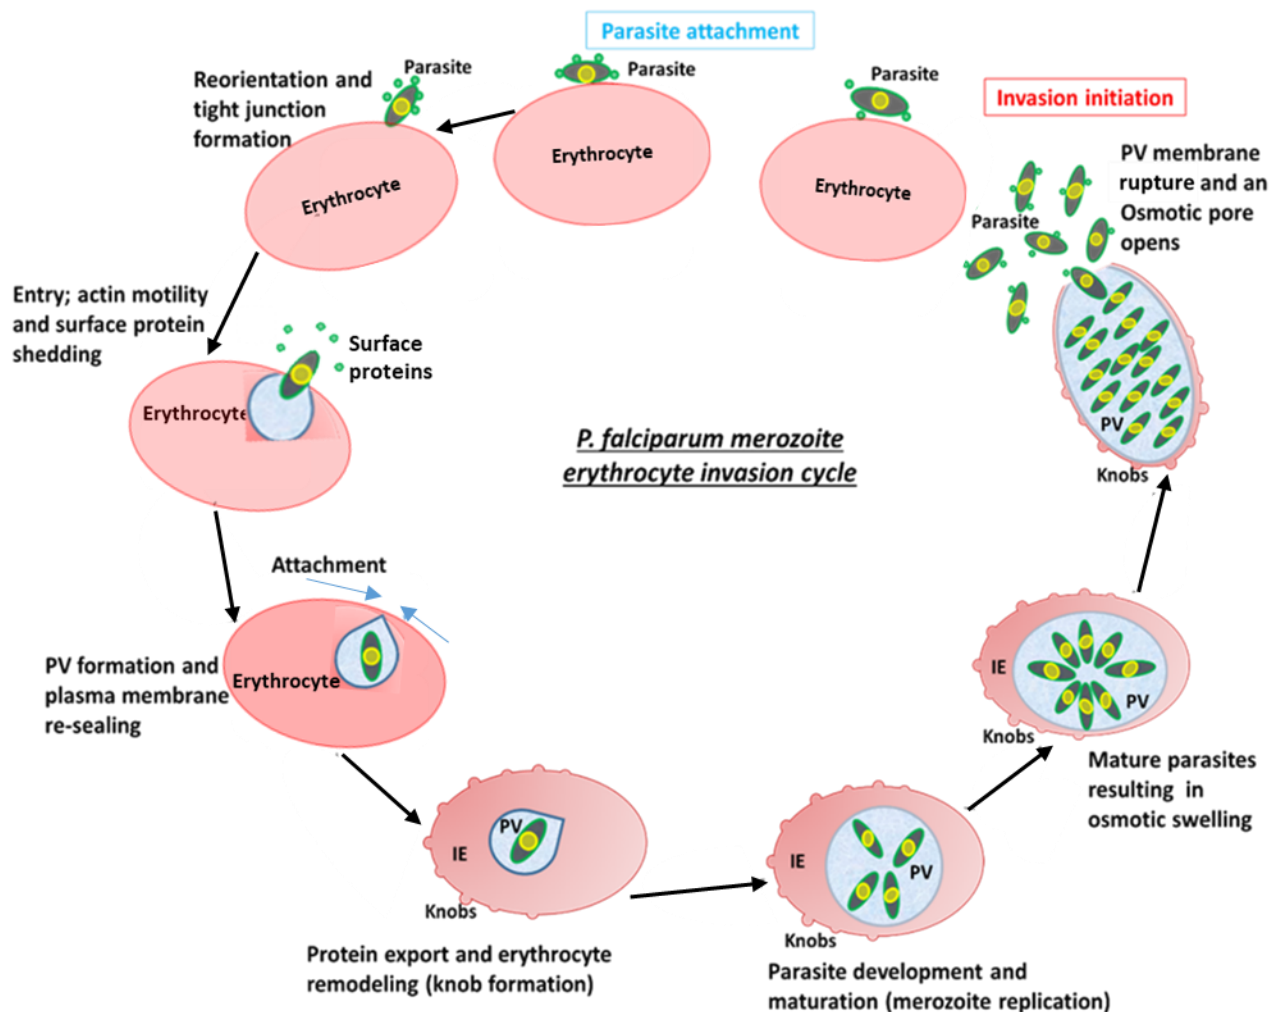 Parasite attachment
Parasite
Erythrocyte
Parasite
Erythrocyte
Invasion initiation
PV membrane
rupture and an
Osmotic pore
opens
Parasite
PV
Knobs
Reorientation and
tight junction
formation
Parasite
Erythrocyte
Entry; actin motility
and surface protein
shedding
Surface
proteins
Erythrocyte
P. falciparum merozoite
erythrocyte invasion cycle
Attachment
PV formation and
plasma membrane
re-sealing
Erythrocyte
PV
IE
Knobs
Protein export and erythrocyte
remodeling (knob formation)
IE
PV
Knobs
Parasite development and
maturation (merozoite replication)
IE
PV
Knobs
Mature parasites
resulting in
osmotic swelling